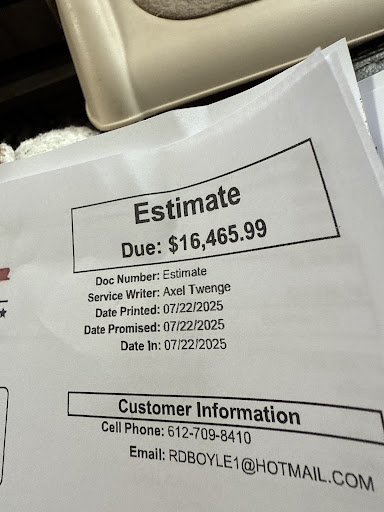 Estimate
Due: $16,465.99
Doc Number: Estimate
Service Writer: Axel Twenge
Date Printed: 07/22/2025
Date Promised: 07/22/2025
Date In: 07/22/2025
Customer Information
Cell Phone: 612-709-8410
Email: RDBOYLE1@HOTMAIL.COM